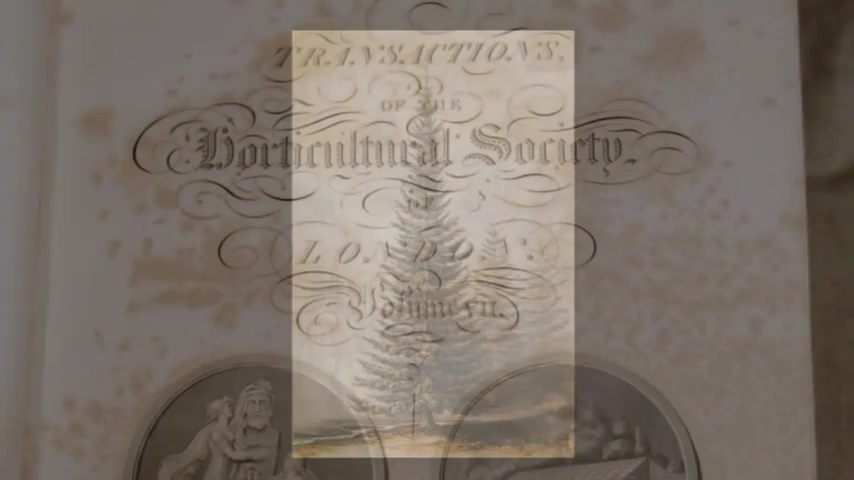 TRANSACTIONS,
OF THE
Horticultural Society.
OF
LONDON:
Volume VII.